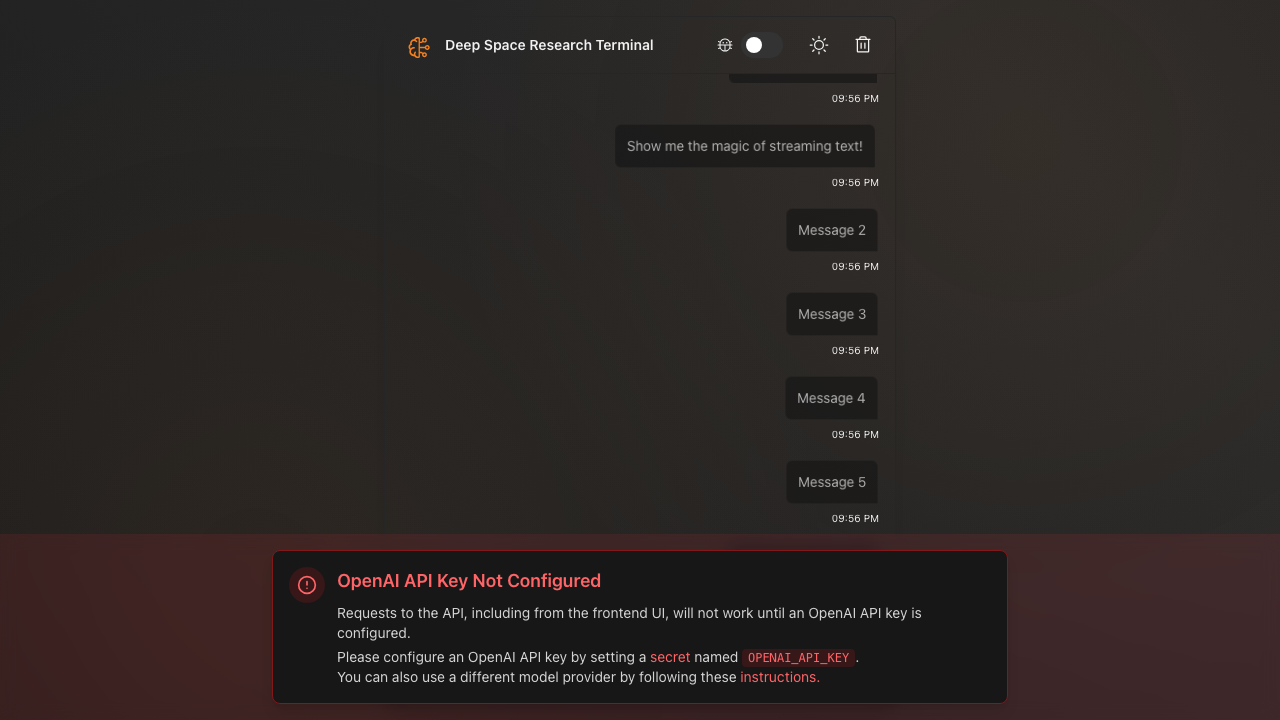 Deep Space Research Terminal
09:56 PM
Show me the magic of streaming text!
09:56 PM
Message 2
09:56 PM
Message 3
09:56 PM
Message 4
09:56 PM
Message 5
09:56 PM
OpenAI API Key Not Configured
Requests to the API, including from the frontend UI, will not work until an OpenAI API key is
configured.
Please configure an OpenAI API key by setting a secret named OPENAI_API_KEY.
You can also use a different model provider by following these instructions.